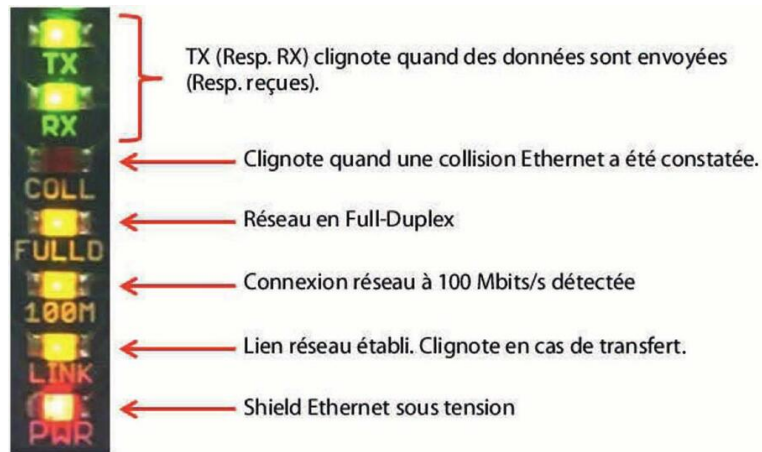 TX
TX (Resp. RX) clignote quand des données sont envoyées
(Resp. reçues).
RX
Clignote quand une collision Ethernet a été constatée.
COLL
Réseau en Full-Duplex
FULLD
Connexion réseau à 100 Mbits/s détectée
100M
Lien réseau établi. Clignote en cas de transfert.
LINK
Shield Ethernet sous tension
PWR